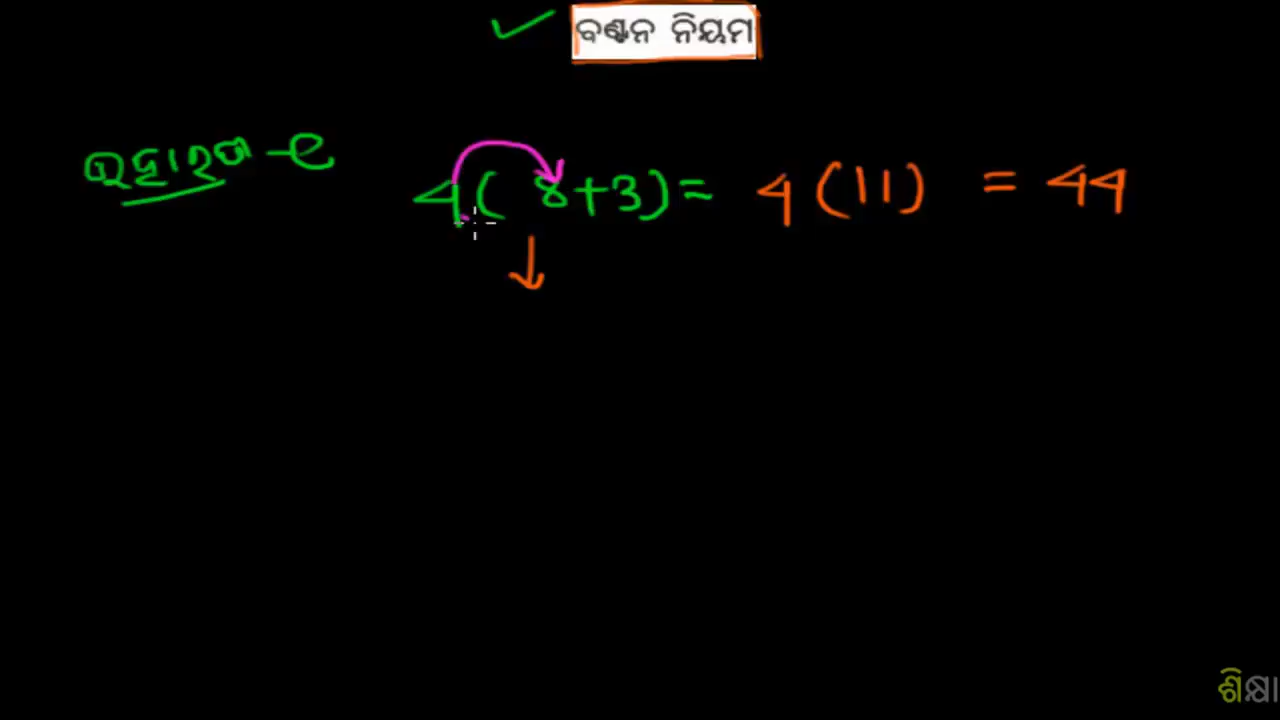 ବଣ୍ଟନ ନିୟମ
ଉଦାହରଣ -୧ 4( 8+3)= 4(11) = 44
ଶିକ୍ଷା